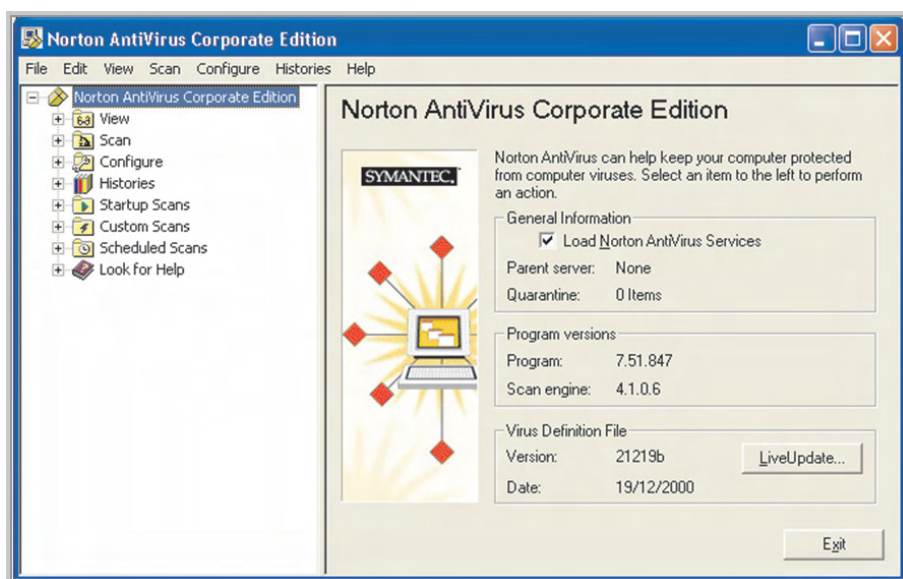 Norton AntiVirus Corporate Edition
File Edit View Scan Configure Histories Help
Norton AntiVirus Corporate Edition
View
Scan
Configure
Histories
Startup Scans
Custom Scans
Scheduled Scans
Look for Help
Norton AntiVirus Corporate Edition
SYMANTEC.
Norton AntiVirus can help keep your computer protected
from computer viruses. Select an item to the left to perform
an action.
General Information
Load Norton AntiVirus Services
Parent server: None
Quarantine: 0 Items
Program versions
Program: 7.51.847
Scan engine: 4.1.0.6
Virus Definition File
Version: 21219b
LiveUpdate...
Date: 19/12/2000
Exit